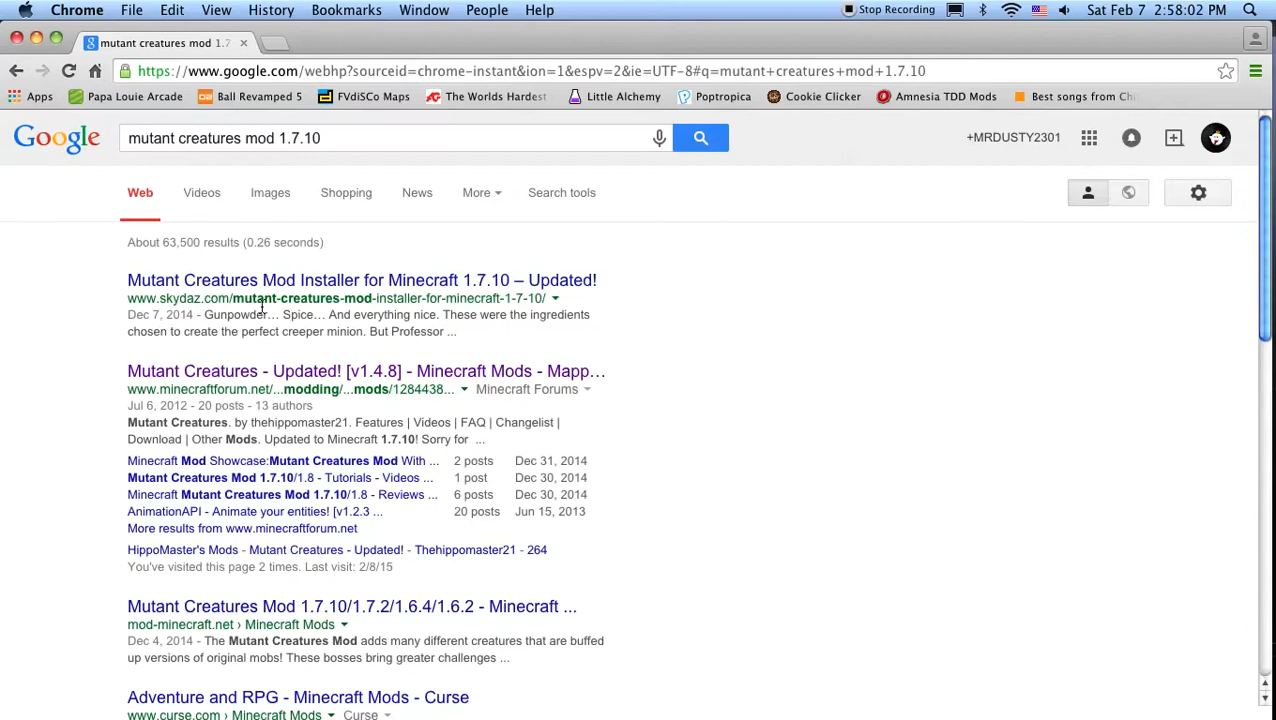 Chrome File Edit View History Bookmarks Window People Help Stop Recording Sat Feb 7 2:58:02 PM
mutant creatures mod 1.7
https://www.google.com/webhp?sourceid=chrome-instant&ion=1&espv=2&ie=UTF-8#q=mutant+creatures+mod+1.7.10
Apps Papa Louie Arcade Ball Revamped 5 FVdiSCo Maps The Worlds Hardest Little Alchemy Poptropica Cookie Clicker Amnesia TDD Mods Best songs from
Google mutant creatures mod 1.7.10 +MRDUSTY2301
Web Videos Images Shopping News More Search tools
About 63,500 results (0.26 seconds)
Mutant Creatures Mod Installer for Minecraft 1.7.10 – Updated!
www.skydaz.com/mutant-creatures-mod-installer-for-minecraft-1-7-10/
Dec 7, 2014 - Gunpowder… Spice… And everything nice. These were the ingredients
chosen to create the perfect creeper minion. But Professor ...
Mutant Creatures - Updated! [v1.4.8] - Minecraft Mods - Mapp…
www.minecraftforum.net/...modding/...mods/1284438... Minecraft Forums
Jul 6, 2012 - 20 posts - 13 authors
Mutant Creatures. by thehippomaster21. Features | Videos | FAQ | Changelist |
Download | Other Mods. Updated to Minecraft 1.7.10! Sorry for ...
Minecraft Mod Showcase:Mutant Creatures Mod With ... 2 posts Dec 31, 2014
Mutant Creatures Mod 1.7.10/1.8 - Tutorials - Videos ... 1 post Dec 30, 2014
Minecraft Mutant Creatures Mod 1.7.10/1.8 - Reviews ... 6 posts Dec 30, 2014
AnimationAPI - Animate your entities! [v1.2.3 ... 20 posts Jun 15, 2013
More results from www.minecraftforum.net
HippoMaster's Mods - Mutant Creatures - Updated! - Thehippomaster21 - 264
You've visited this page 2 times. Last visit: 2/8/15
Mutant Creatures Mod 1.7.10/1.7.2/1.6.4/1.6.2 - Minecraft ...
mod-minecraft.net › Minecraft Mods
Dec 4, 2014 - The Mutant Creatures Mod adds many different creatures that are buffed
up versions of original mobs! These bosses bring greater challenges ...
Adventure and RPG - Minecraft Mods - Curse
www.curse.com › Minecraft Mods Curse